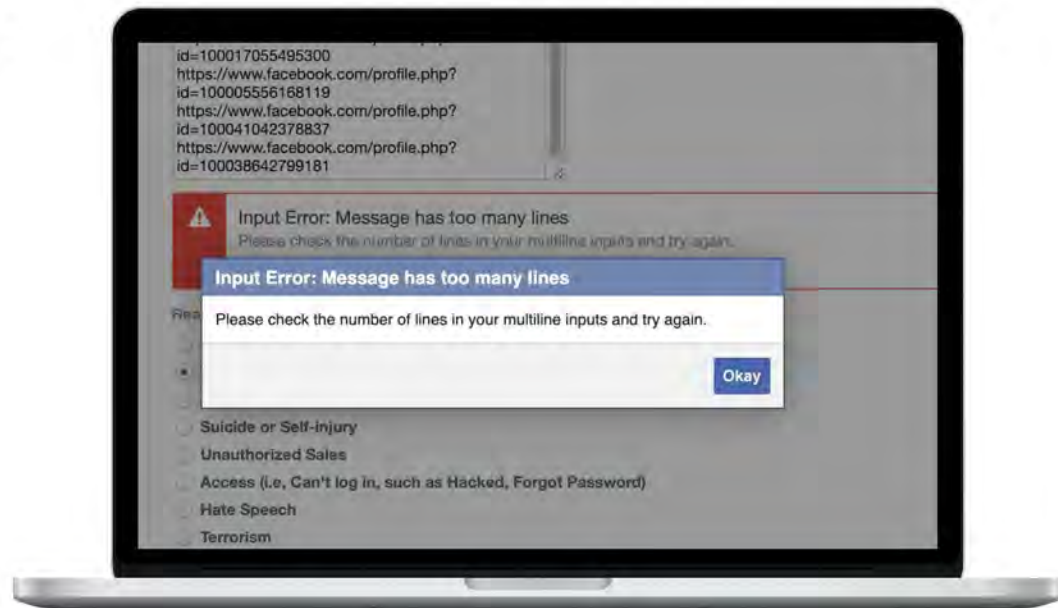 id=100017055495300
https://www.facebook.com/profile.php?
id=100005556168119
https://www.facebook.com/profile.php?
id=100041042378837
https://www.facebook.com/profile.php?
id=100038642799181
Input Error: Message has too many lines
Please check the number of lines in your multiline inputs and try again.
Input Error: Message has too many lines
Please check the number of lines in your multiline inputs and try again.
Okay
Rea
Suicide or Self-injury
Unauthorized Sales
Access (i.e, Can't log in, such as Hacked, Forgot Password)
Hate Speech
Terrorism